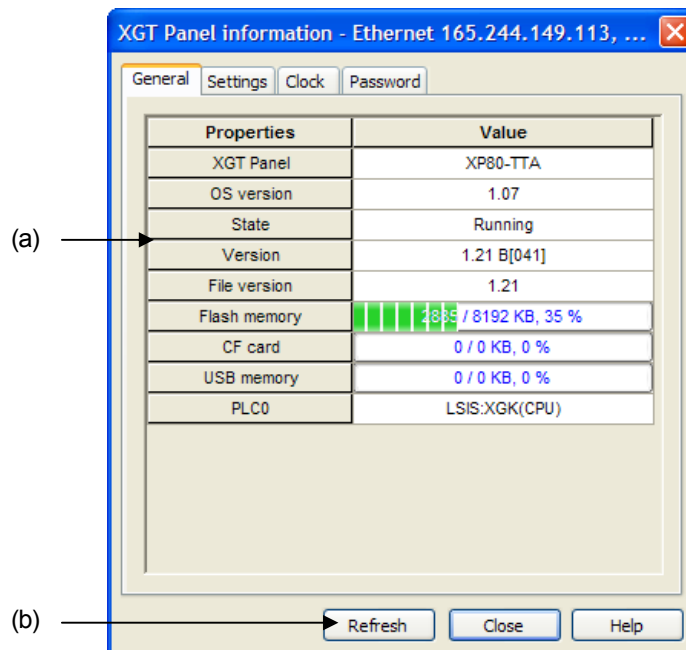 XGT Panel information - Ethernet 165.244.149.113, ...
General Settings Clock Password
Properties Value
XGT Panel XP80-TTA
OS version 1.07
(a)
State Running
Version 1.21 B[041]
File version 1.21
Flash memory 2885 / 8192 KB, 35 %
CF card 0 / 0 KB, 0 %
USB memory 0 / 0 KB, 0 %
PLC0 LSIS:XGK(CPU)
(b)
Refresh Close Help